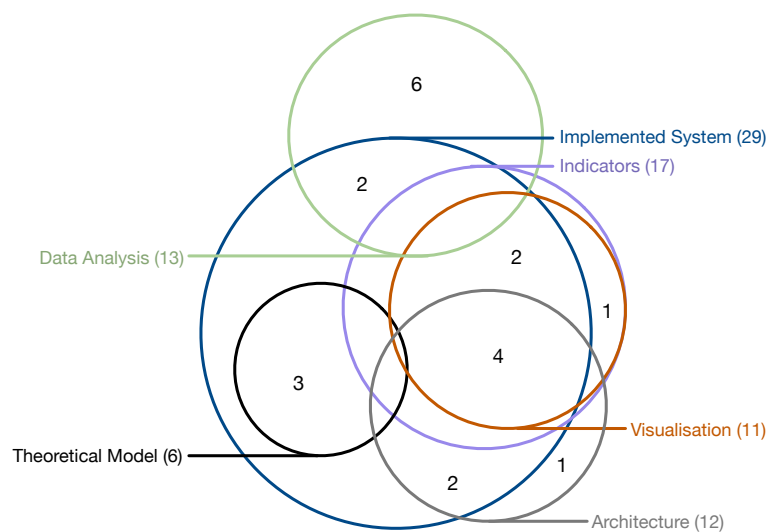 6
Implemented System (29)
Indicators (17)
2
Data Analysis (13)
2
1
4
3
Visualisation (11)
Theoretical Model (6)
1
2
Architecture (12)